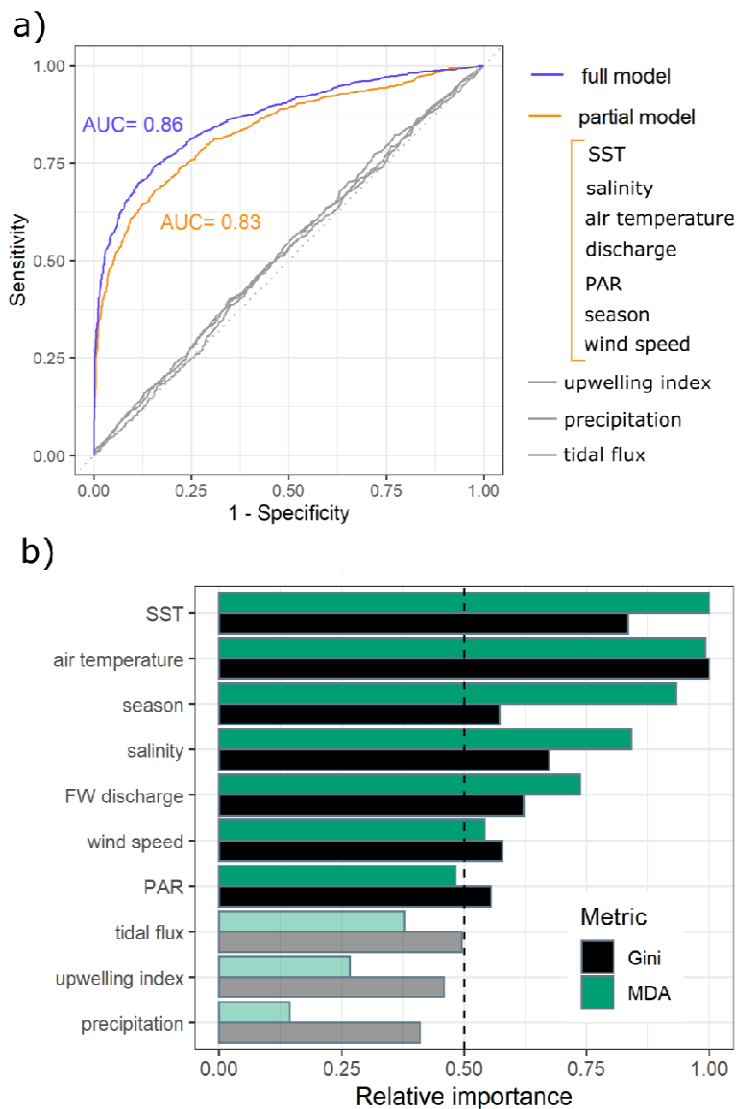 a)
1.00
0.75
0.50
0.25
0.00
Sensitivity
AUC= 0.86
AUC= 0.83
0.00 0.25 0.50 0.75 1.00
1 - Specificity
full model
partial model
SST
salinity
air temperature
discharge
PAR
season
wind speed
upwelling index
precipitation
tidal flux
b)
SST
air temperature
season
salinity
FW discharge
wind speed
PAR
tidal flux
upwelling index
precipitation
Metric
Gini
MDA
0.00 0.25 0.50 0.75 1.00
Relative importance